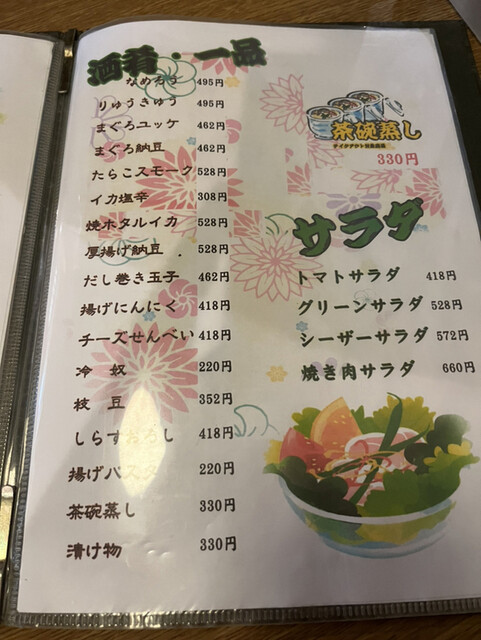 酒肴・一品
なめろう 495円
りゅうきゅう 495円
まぐろユッケ 462円
まぐろ納豆 462円
たらこスモーク 528円
イカ塩辛 308円
焼ホタルイカ 528円
厚揚げ納豆 528円
だし巻き玉子 462円
揚げにんにく 418円
チーズせんべい 418円
冷 奴 220円
枝 豆 352円
しらすおろし 418円
揚げパスタ 220円
茶碗蒸し 330円
漬け物 330円
茶碗蒸し
330円
サラダ
トマトサラダ 418円
グリーンサラダ 528円
シーザーサラダ 572円
焼き肉サラダ 660円